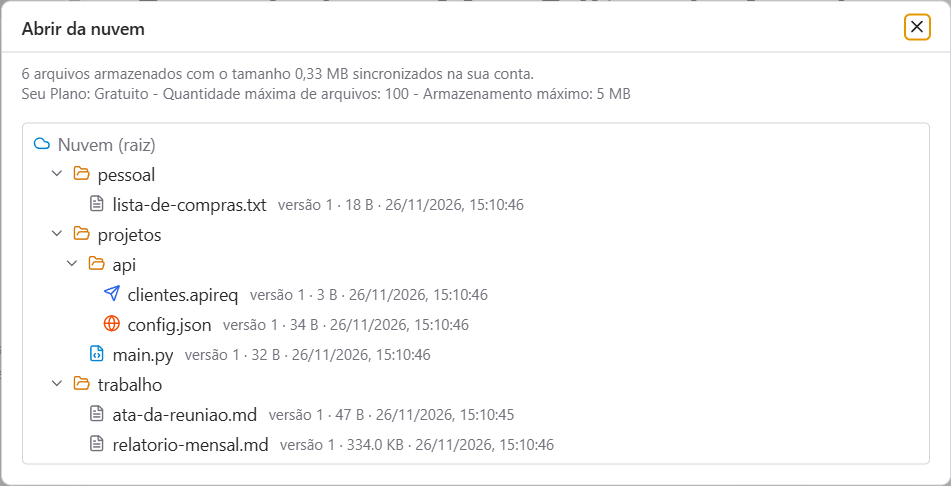 Abrir da nuvem
6 arquivos armazenados com o tamanho 0,33 MB sincronizados na sua conta.
Seu Plano: Gratuito - Quantidade máxima de arquivos: 100 - Armazenamento máximo: 5 MB
Nuvem (raiz)
pessoal
lista-de-compras.txt versão 1 · 18 B · 26/11/2026, 15:10:46
projetos
api
clientes.apireq versão 1 · 3 B · 26/11/2026, 15:10:46
config.json versão 1 · 34 B · 26/11/2026, 15:10:46
main.py versão 1 · 32 B · 26/11/2026, 15:10:46
trabalho
ata-da-reuniao.md versão 1 · 47 B · 26/11/2026, 15:10:45
relatorio-mensal.md versão 1 · 334.0 KB · 26/11/2026, 15:10:46